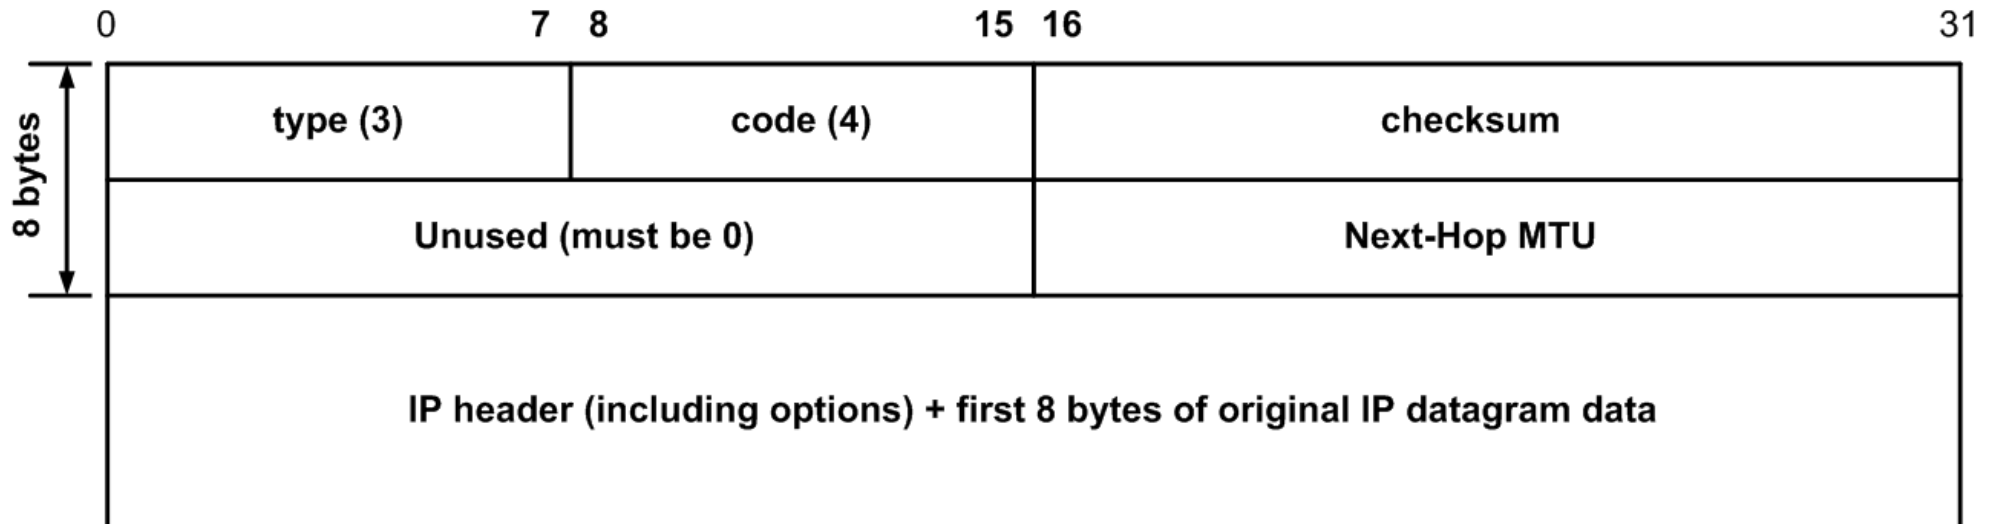 0 7 8 15 16 31
8 bytes
type (3) code (4) checksum
Unused (must be 0) Next-Hop MTU
IP header (including options) + first 8 bytes of original IP datagram data